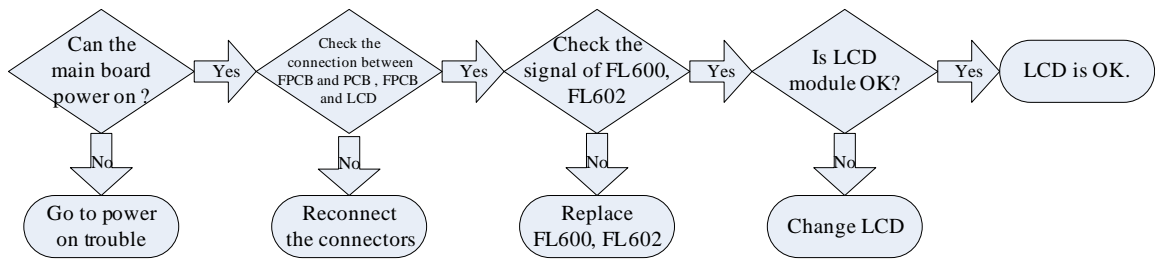 Can the
main board
power on ?
Yes
Check the
connection between
FPCB and PCB , FPCB
and LCD
Yes
Check the
signal of FL600,
FL602
Yes
Is LCD
module OK?
Yes
LCD is OK.
No
No
No
No
Go to power
on trouble
Reconnect
the connectors
Replace
FL600, FL602
Change LCD